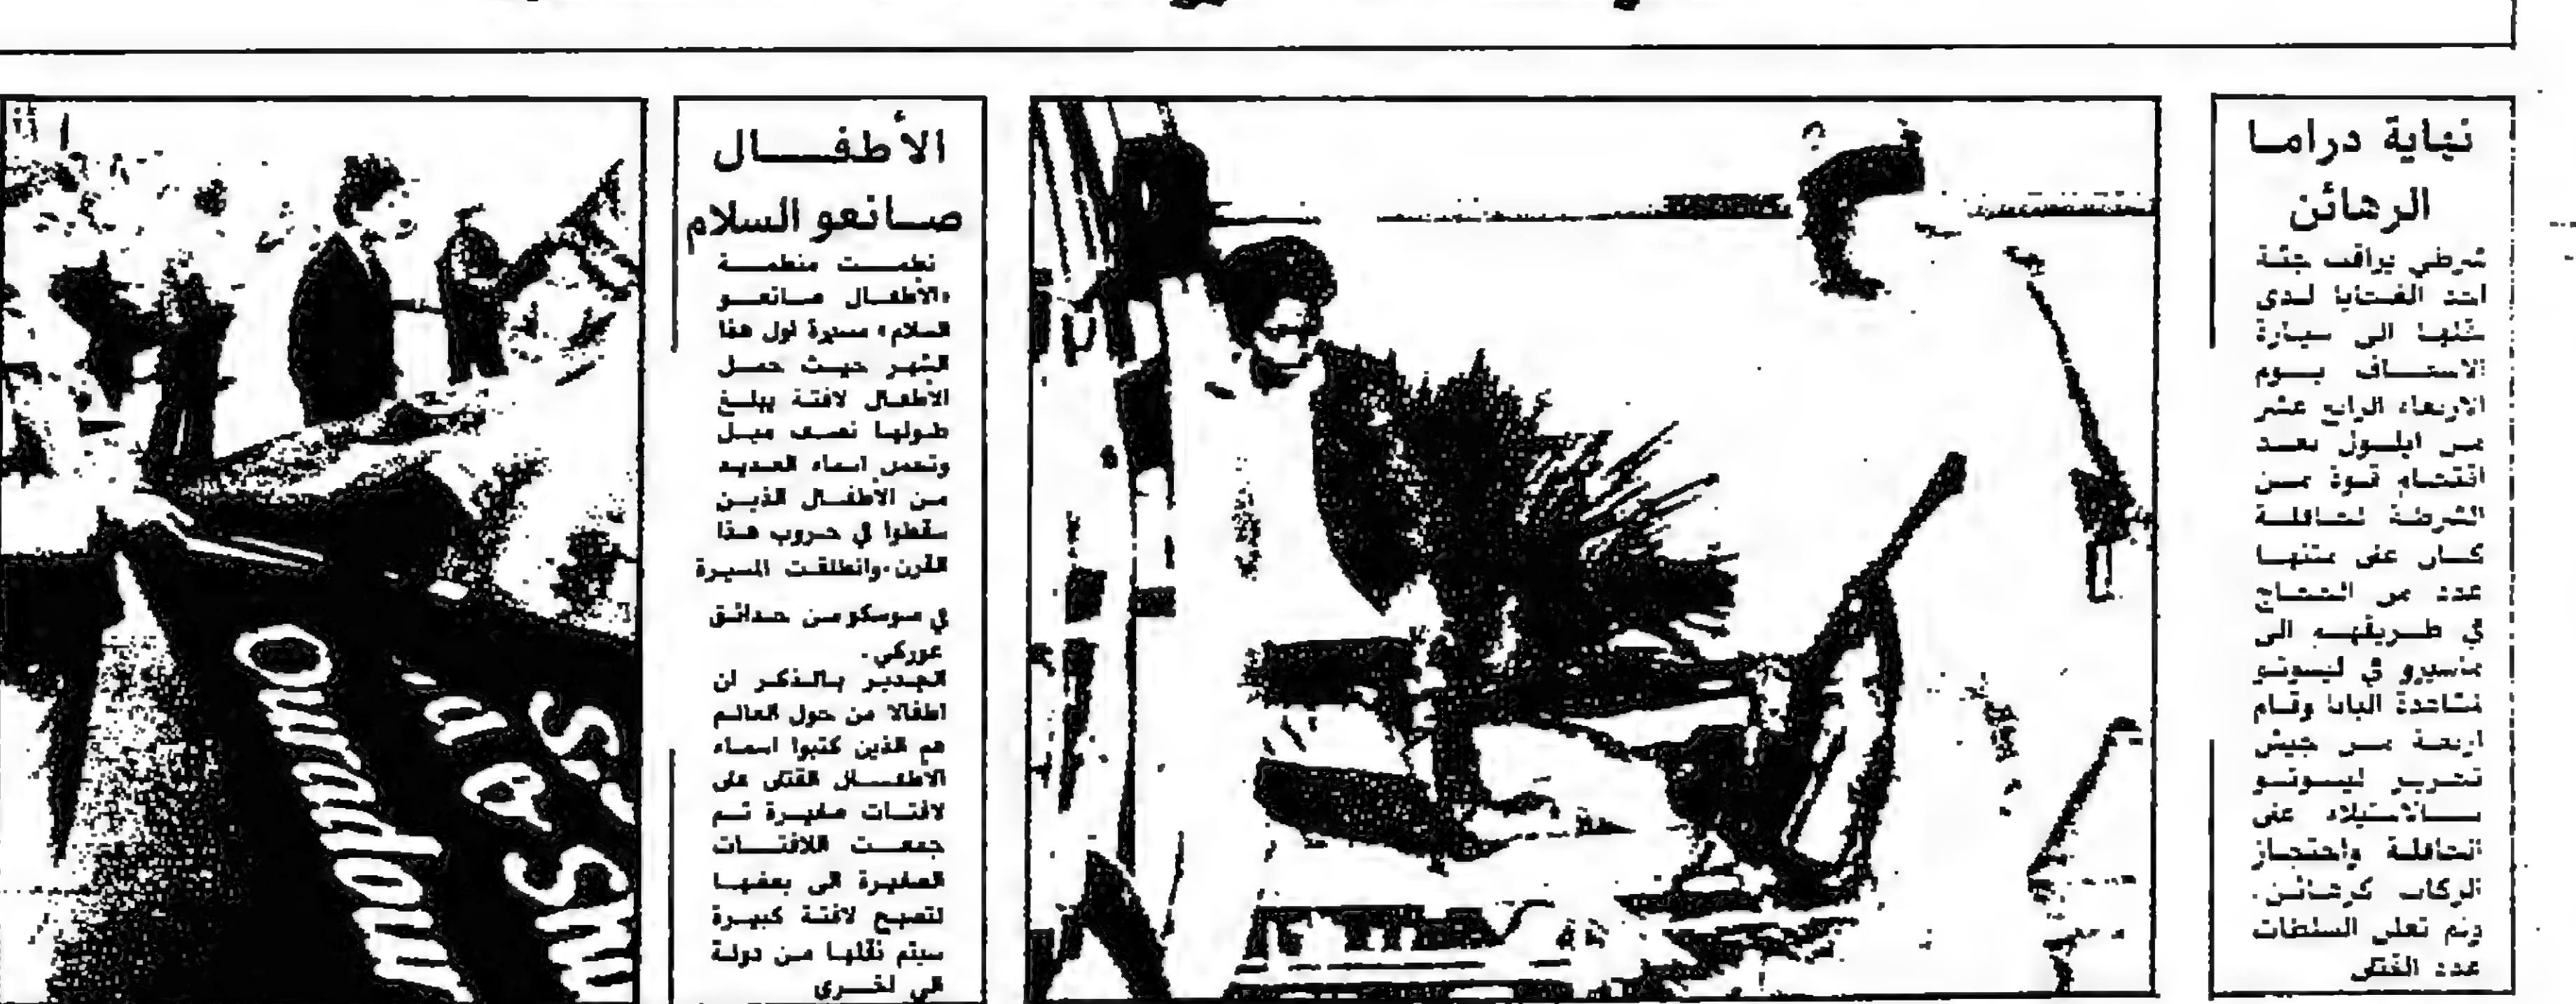 نهاية دراما
الرهائن
شرطي يراقب جثة
احد الضحايا لدى
نقلها الى سيارة
الاسعاف يوم
الاربعاء الرابع عشر
من ايلول بعد
اقتحام قوة من
الشرطة لحافلة
كان على متنها
عدد من الحجاج
في طريقهم الى
ماسيرو في ليسوتو
لمشاهدة البابا وقام
اربعة من جيش
تحرير ليسوتو
بالاستيلاء على
الحافلة واحتجاز
الركاب كرهائن.
ولم تعلن السلطات
عدد القتلى
الأطفال
صانعو السلام
نظمت منظمة
«الأطفال صانعو
السلام» مسيرة اول هذا
الشهر حيث حمل
الأطفال لافتة يبلغ
طولها نصف ميل
وتحمل اسماء العديد
من الأطفال الذين
سقطوا في حروب هذا
القرن. وانطلقت المسيرة
في موسكو من حدائق
غوركي.
الجدير بالذكر ان
اطفالا من حول العالم
هم الذين كتبوا اسماء
الاطفال القتلى على
لافتات صغيرة ثم
جمعت اللافتات
الصغيرة الى بعضها
لتصبح لافتة كبيرة
سيتم نقلها من دولة
الى اخرى